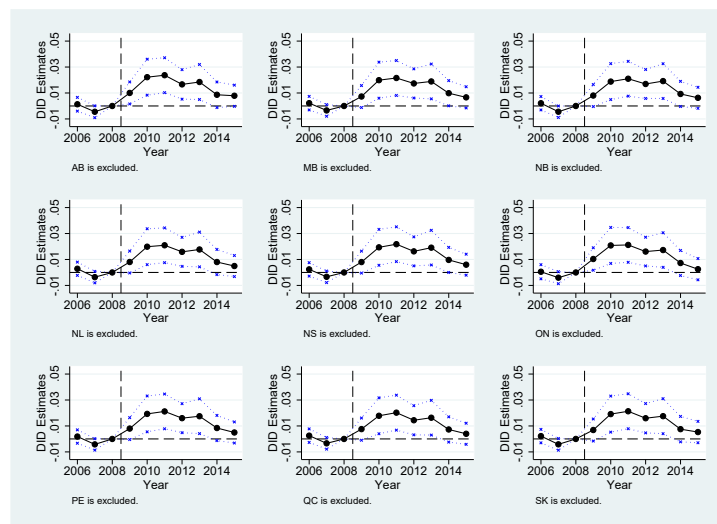 DID Estimates
-.01 .01 .03 .05
2006 2008 2010 2012 2014
Year
AB is excluded.
DID Estimates
-.01 .01 .03 .05
2006 2008 2010 2012 2014
Year
MB is excluded.
DID Estimates
-.01 .01 .03 .05
2006 2008 2010 2012 2014
Year
NB is excluded.
DID Estimates
-.01 .01 .03 .05
2006 2008 2010 2012 2014
Year
NL is excluded.
DID Estimates
-.01 .01 .03 .05
2006 2008 2010 2012 2014
Year
NS is excluded.
DID Estimates
-.01 .01 .03 .05
2006 2008 2010 2012 2014
Year
ON is excluded.
DID Estimates
-.01 .01 .03 .05
2006 2008 2010 2012 2014
Year
PE is excluded.
DID Estimates
-.01 .01 .03 .05
2006 2008 2010 2012 2014
Year
QC is excluded.
DID Estimates
-.01 .01 .03 .05
2006 2008 2010 2012 2014
Year
SK is excluded.